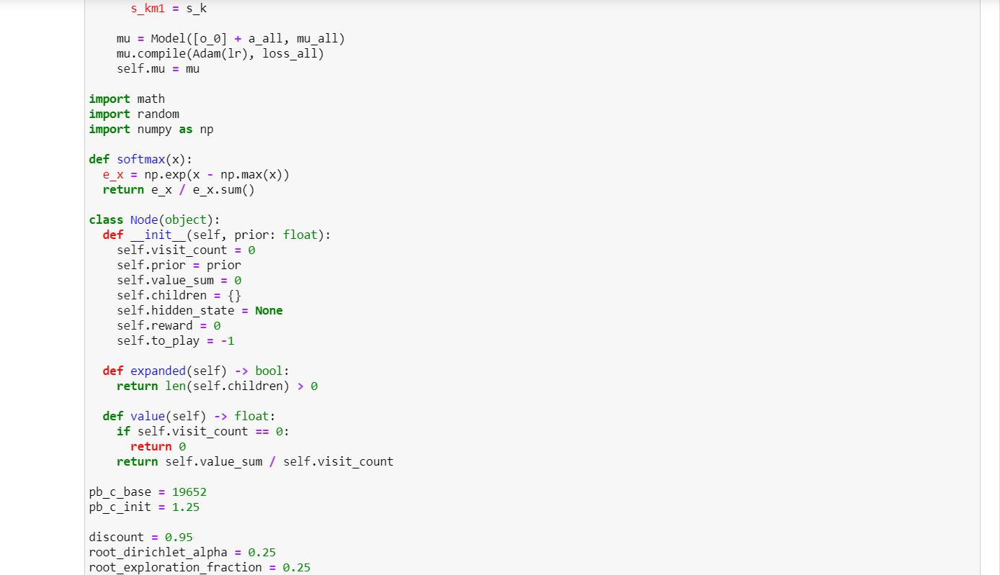 s_km1 = s_k
mu = Model([o_0] + a_all, mu_all)
mu.compile(Adam(lr), loss_all)
self.mu = mu
import math
import random
import numpy as np
def softmax(x):
e_x = np.exp(x - np.max(x))
return e_x / e_x.sum()
class Node(object):
def __init__(self, prior: float):
self.visit_count = 0
self.prior = prior
self.value_sum = 0
self.children = {}
self.hidden_state = None
self.reward = 0
self.to_play = -1
def expanded(self) -> bool:
return len(self.children) > 0
def value(self) -> float:
if self.visit_count == 0:
return 0
return self.value_sum / self.visit_count
pb_c_base = 19652
pb_c_init = 1.25
discount = 0.95
root_dirichlet_alpha = 0.25
root_exploration_fraction = 0.25